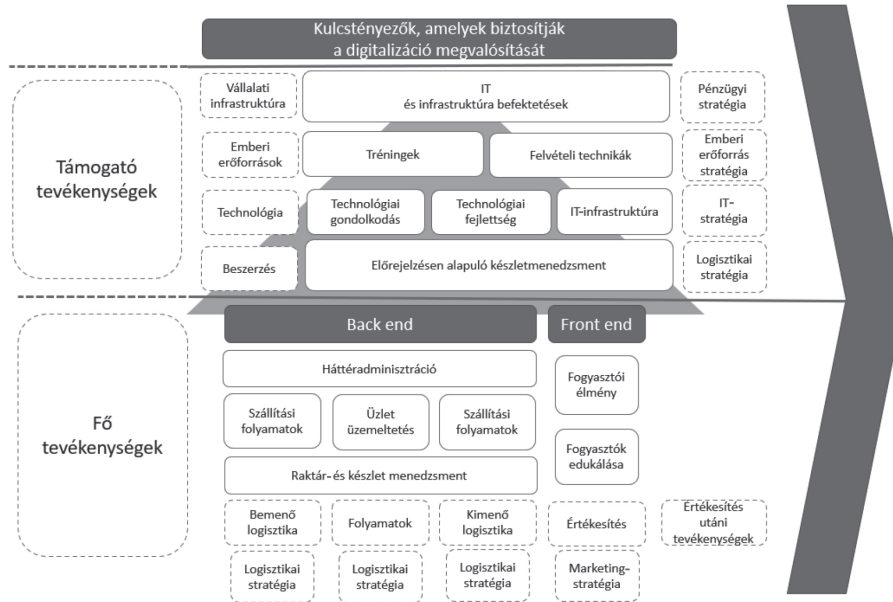 Kulcstényezők, amelyek biztosítják
a digitalizáció megvalósítását
Támogató
tevékenységek
Vállalati
infrastruktúra
IT
és infrastruktúra befektetések
Pénzügyi
stratégia
Emberi
erőforrások
Tréningek
Felvételi technikák
Emberi
erőforrás
stratégia
Technológia
Technológiai
gondolkodás
Technológiai
fejlettség
IT-infrastruktúra
IT-
stratégia
Beszerzés
Előrejelzésen alapuló készletmenedzsment
Logisztikai
stratégia
Fő
tevékenységek
Back end
Front end
Háttéradminisztráció
Fogyasztói
élmény
Szállítási
folyamatok
Üzlet
üzemeltetés
Szállítási
folyamatok
Fogyasztók
edukálása
Raktár- és készlet menedzsment
Bemenő
logisztika
Folyamatok
Kimenő
logisztika
Értékesítés
Értékesítés
utáni
tevékenységek
Logisztikai
stratégia
Logisztikai
stratégia
Logisztikai
stratégia
Marketing-
stratégia